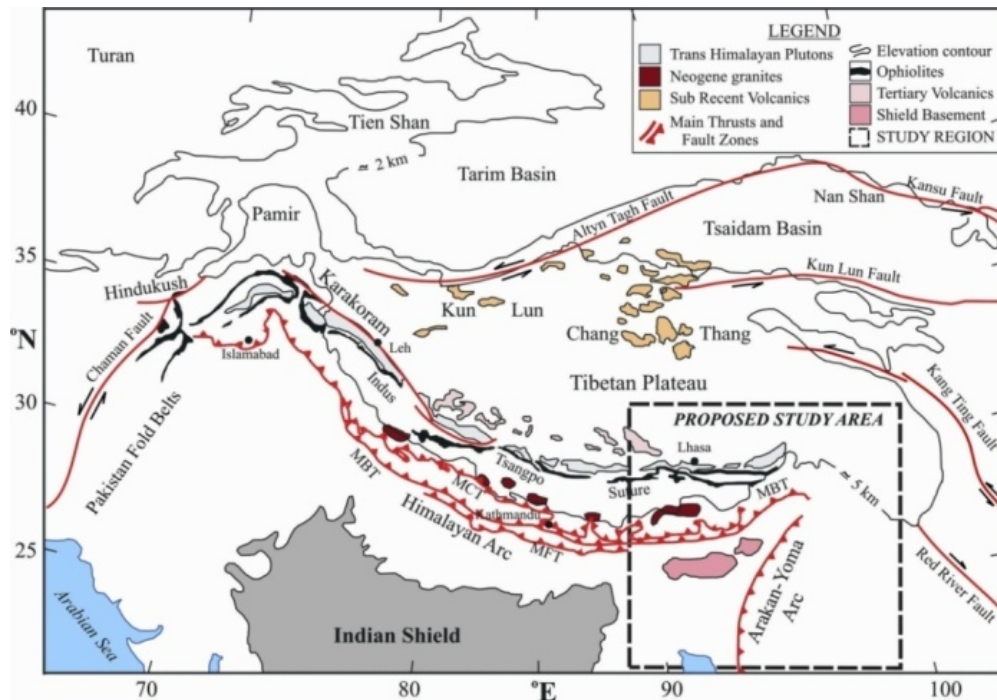 Turan
Tien Shan
≃ 2 km
Tarim Basin
Pamir
LEGEND
Trans Himalayan Plutons
Neogene granites
Sub Recent Volcanics
Main Thrusts and
Fault Zones
Elevation contour
Ophiolites
Tertiary Volcanics
Shield Basement
STUDY REGION
Altyn Tagh Fault
Nan Shan
Kansu Fault
Tsaidam Basin
Kun Lun Fault
Hindukush
Karakoram
Kun Lun
Chang Thang
Chaman Fault
Islamabad
Leh
Indus
Tibetan Plateau
Kang Ting Fault
Pakistan Fold Belts
PROPOSED STUDY AREA
Lhasa
Tsangpo
Suture
MBT
MCT
MBT
≃ 5 km
Kathmandu
Himalayan Arc
MFT
Red River Fault
Arakan-Yoma
Arc
Arabian Sea
Indian Shield
40
35
°N
30
25
70
80
°E
90
100